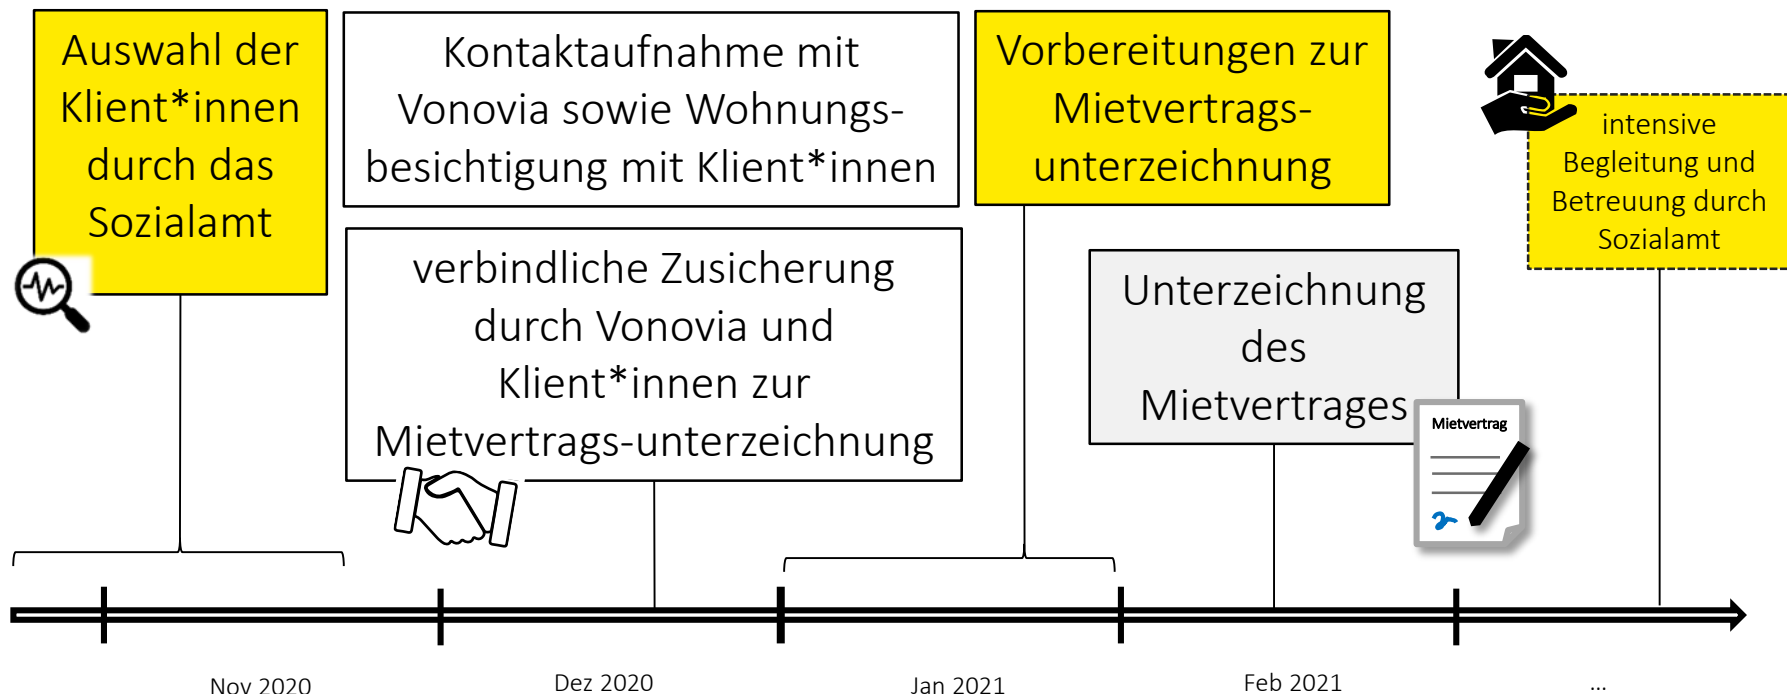 Auswahl der
Klient*innen
durch das
Sozialamt
Kontaktaufnahme mit
Vonovia sowie Wohnungs-
besichtigung mit Klient*innen
verbindliche Zusicherung
durch Vonovia und
Klient*innen zur
Mietvertrags-unterzeichnung
Vorbereitungen zur
Mietvertrags-
unterzeichnung
Unterzeichnung
des
Mietvertrages
Mietvertrag
intensive
Begleitung und
Betreuung durch
Sozialamt
Nov 2020
Dez 2020
Jan 2021
Feb 2021
...